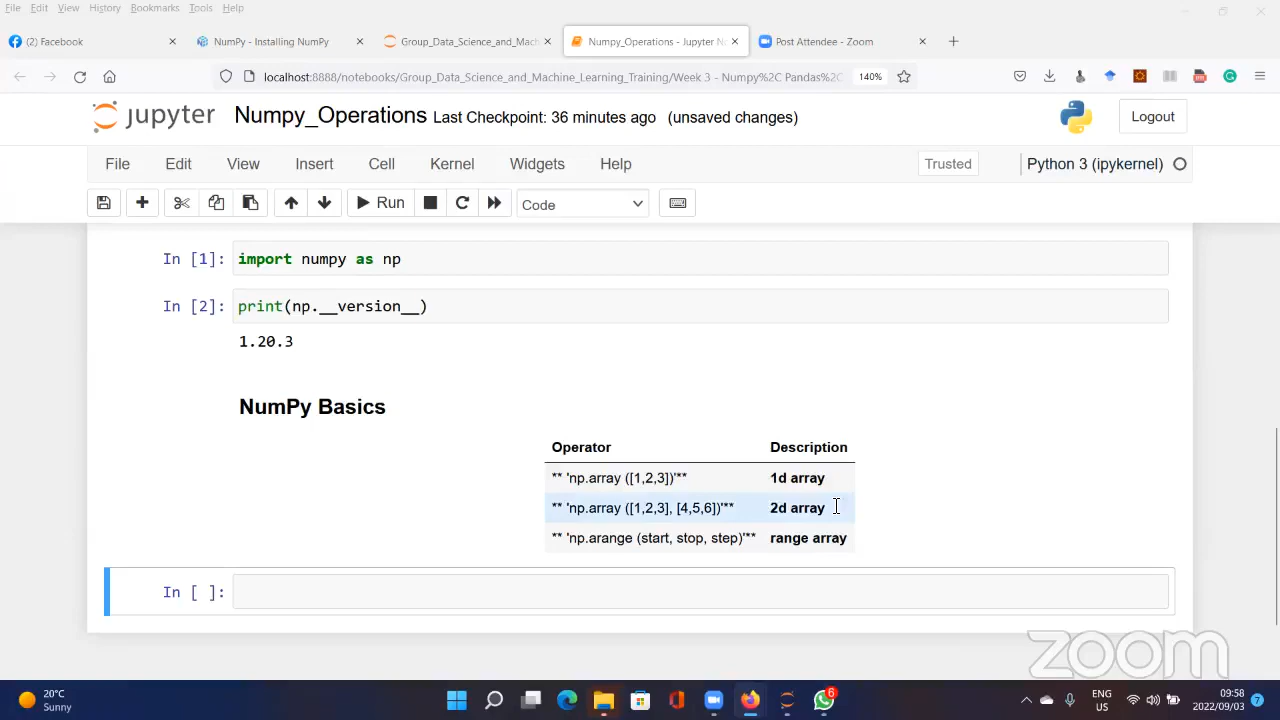 File Edit View History Bookmarks Tools Help
(2) Facebook
NumPy - Installing NumPy
Group_Data_Science_and_Mach
Numpy_Operations - Jupyter N
Post Attendee - Zoom
localhost:8888/notebooks/Group_Data_Science_and_Machine_Learning_Training/Week 3 - Numpy%2C Pandas%2C
140%
jupyter Numpy_Operations Last Checkpoint: 36 minutes ago (unsaved changes)
Logout
File Edit View Insert Cell Kernel Widgets Help
Trusted
Python 3 (ipykernel)
Run
Code
In [1]: import numpy as np
In [2]: print(np.__version__)
1.20.3
NumPy Basics
Operator Description
** 'np.array ([1,2,3])'** 1d array
** 'np.array ([1,2,3], [4,5,6])'** 2d array
** 'np.arange (start, stop, step)'** range array
In [ ]:
zoom
20°C
Sunny
6
ENG
US
09:58
2022/09/03
7